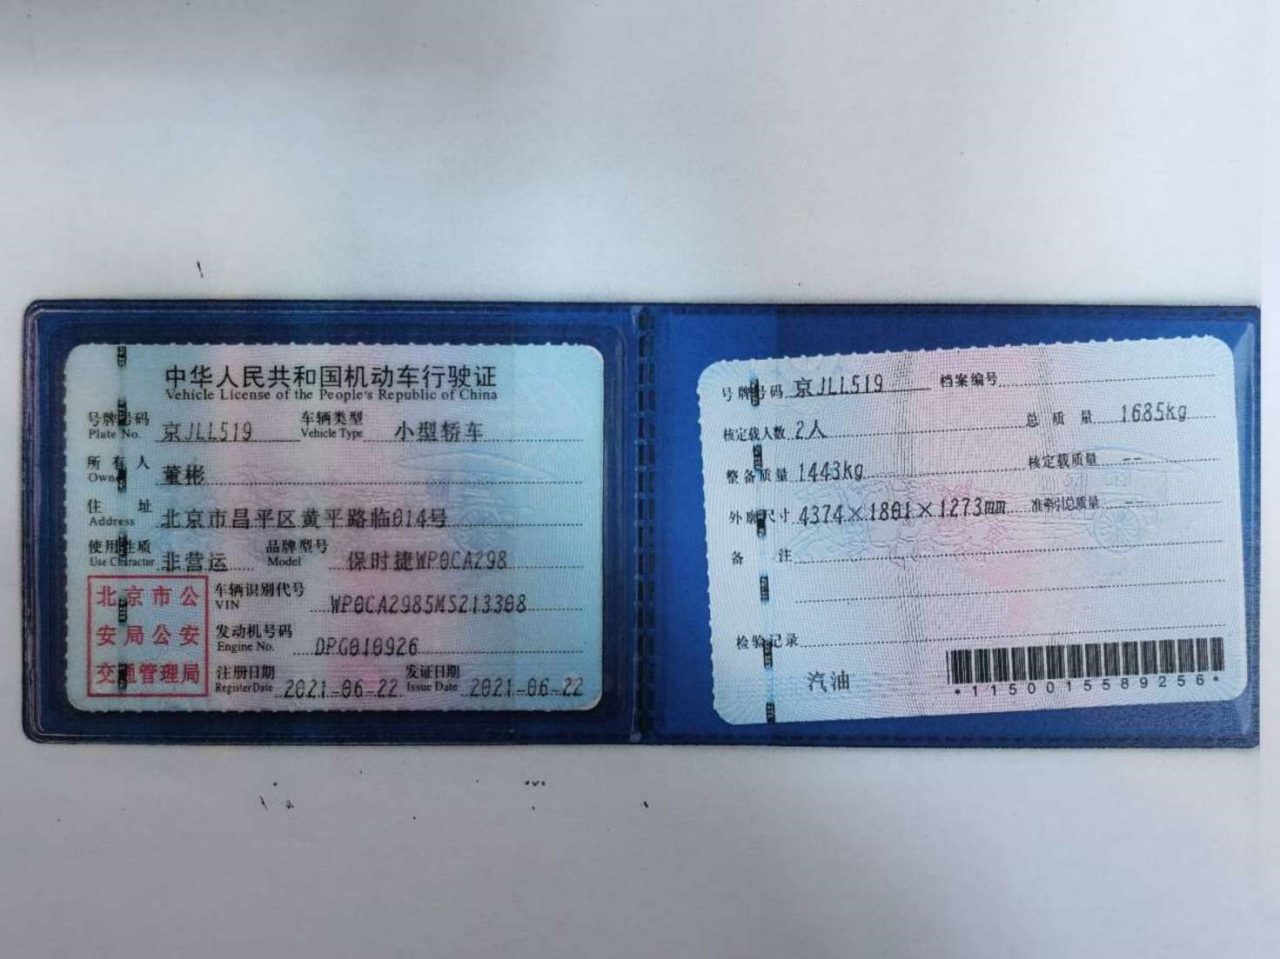 中华人民共和国机动车行驶证
Vehicle License of the People's Republic of China
号牌号码 京JLL519 车辆类型 小型轿车
Plate No. Vehicle Type
所有人 董彬
Owner
住址 北京市昌平区黄平路临014号
Address
使用性质 非营运 品牌型号 保时捷WP0CA298
Use Character Model
车辆识别代号 WP0CA2985MS213308
VIN
发动机号码 DPG010926
Engine No.
注册日期 2021-06-22 发证日期 2021-06-22
Register Date Issue Date
北京市公
安局公安
交通管理局
号牌号码 京JLL519 档案编号
核定载人数 2人 总质量 1685kg
整备质量 1443kg 核定载质量 --
外廓尺寸 4374×1801×1273mm 准牵引总质量 --
备注
检验记录
汽油
*1150015589256*